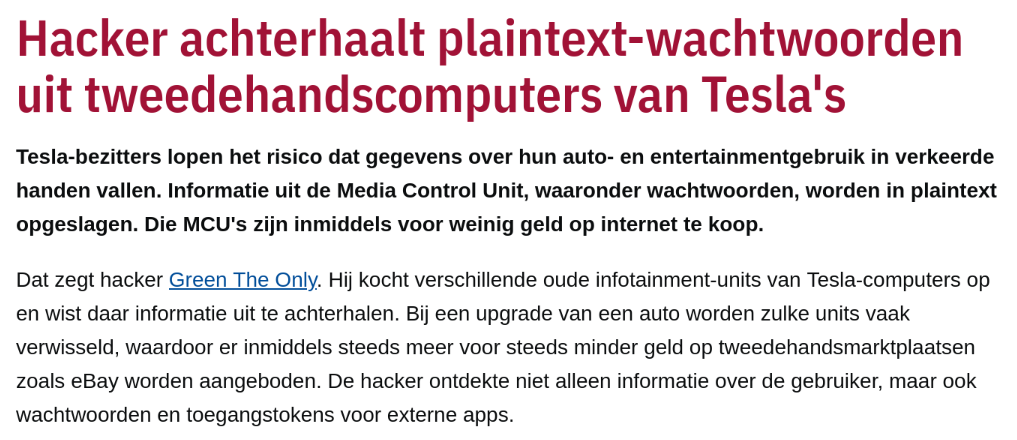 Hacker achterhaalt plaintext-wachtwoorden
uit tweedehandscomputers van Tesla's
Tesla-bezitters lopen het risico dat gegevens over hun auto- en entertainmentgebruik in verkeerde
handen vallen. Informatie uit de Media Control Unit, waaronder wachtwoorden, worden in plaintext
opgeslagen. Die MCU's zijn inmiddels voor weinig geld op internet te koop.
Dat zegt hacker Green The Only. Hij kocht verschillende oude infotainment-units van Tesla-computers op
en wist daar informatie uit te achterhalen. Bij een upgrade van een auto worden zulke units vaak
verwisseld, waardoor er inmiddels steeds meer voor steeds minder geld op tweedehandsmarktplaatsen
zoals eBay worden aangeboden. De hacker ontdekte niet alleen informatie over de gebruiker, maar ook
wachtwoorden en toegangstokens voor externe apps.